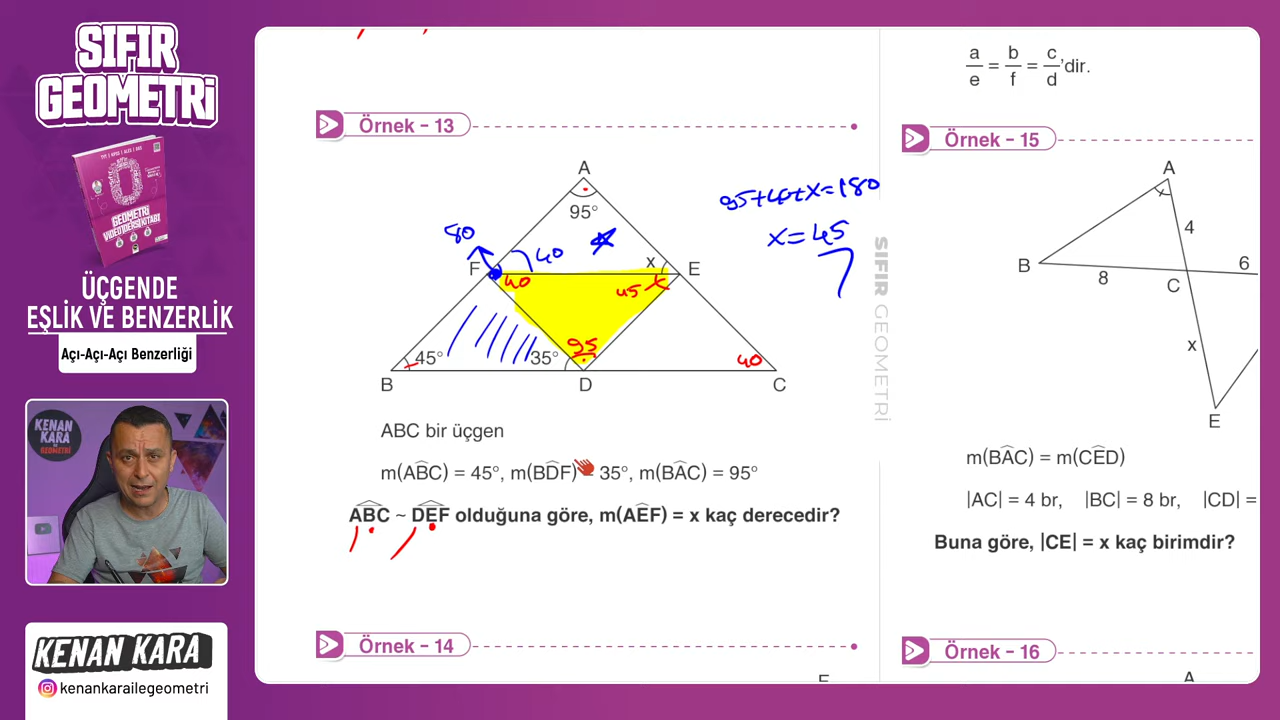 SIFIR
GEOMETRİ
ÜÇGENDE
EŞLİK VE BENZERLİK
Açı-Açı-Açı Benzerliği
KENAN
KARA
GEOMETRİ
KENAN KARA
kenankarailegeometri
Örnek - 13
A
95°
80
40
F
x
E
40
45
45°
35°
95
40
B
D
C
95+40+x=180
x=45
ABC bir üçgen
m(ABC) = 45°, m(BDF) 35°, m(BAC) = 95°
ABC ~ DEF olduğuna göre, m(AEF) = x kaç derecedir?
Örnek - 14
SIFIR GEOMETRİ
a/e = b/f = c/d 'dir.
Örnek - 15
A
4
B
8
C
6
x
E
m(BAC) = m(CED)
|AC| = 4 br, |BC| = 8 br, |CD| =
Buna göre, |CE| = x kaç birimdir?
Örnek - 16
A